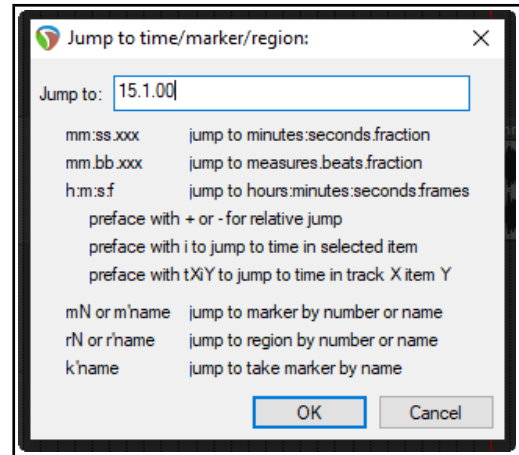 Jump to time/marker/region:
Jump to: 15.1.00
mm:ss.xxx jump to minutes:seconds.fraction
mm.bb.xxx jump to measures.beats.fraction
h:m:s:f jump to hours:minutes:seconds:frames
preface with + or - for relative jump
preface with i to jump to time in selected item
preface with tXiY to jump to time in track X item Y
mN or m'name jump to marker by number or name
rN or r'name jump to region by number or name
k'name jump to take marker by name
OK Cancel